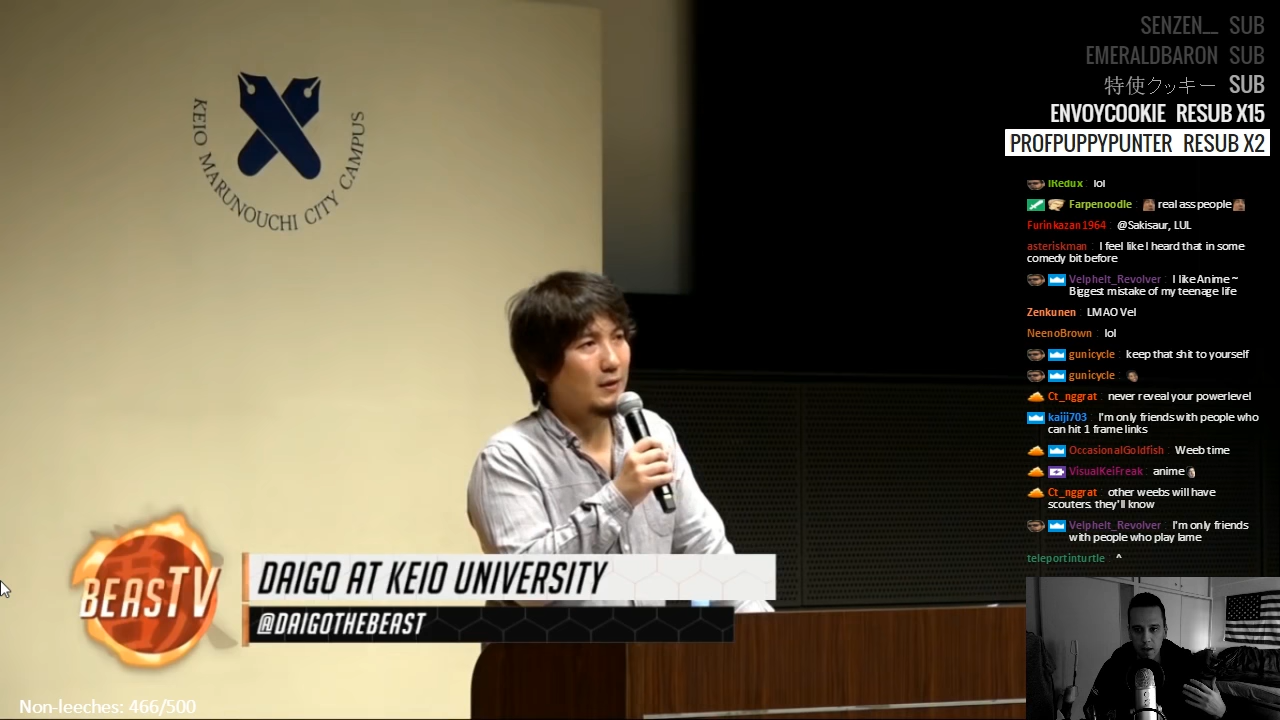 KEIO MARUNOUCHI CITY CAMPUS
BEASTV
DAIGO AT KEIO UNIVERSITY
@DAIGOTHEBEAST
Non-leeches: 466/500
SENZEN__ SUB
EMERALDBARON SUB
特使クッキー SUB
ENVOYCOOKIE RESUB X15
PROFPUPPYPUNTER RESUB X2
IRedux : lol
Farpenoodle : real ass people
Furinkazan1964 : @Sakisaur, LUL
asteriskman : I feel like I heard that in some
comedy bit before
Velphelt_Revolver : I like Anime ~
Biggest mistake of my teenage life
Zenkunen : LMAO Vel
NeenoBrown : lol
gunicycle : keep that shit to yourself
gunicycle :
Ct_nggrat : never reveal your powerlevel
kaiji703 : I'm only friends with people who
can hit 1 frame links
OccasionalGoldfish : Weeb time
VisualKeiFreak : anime
Ct_nggrat : other weebs will have
scouters. they'll know
Velphelt_Revolver : I'm only friends
with people who play lame
teleportinturtle : ^